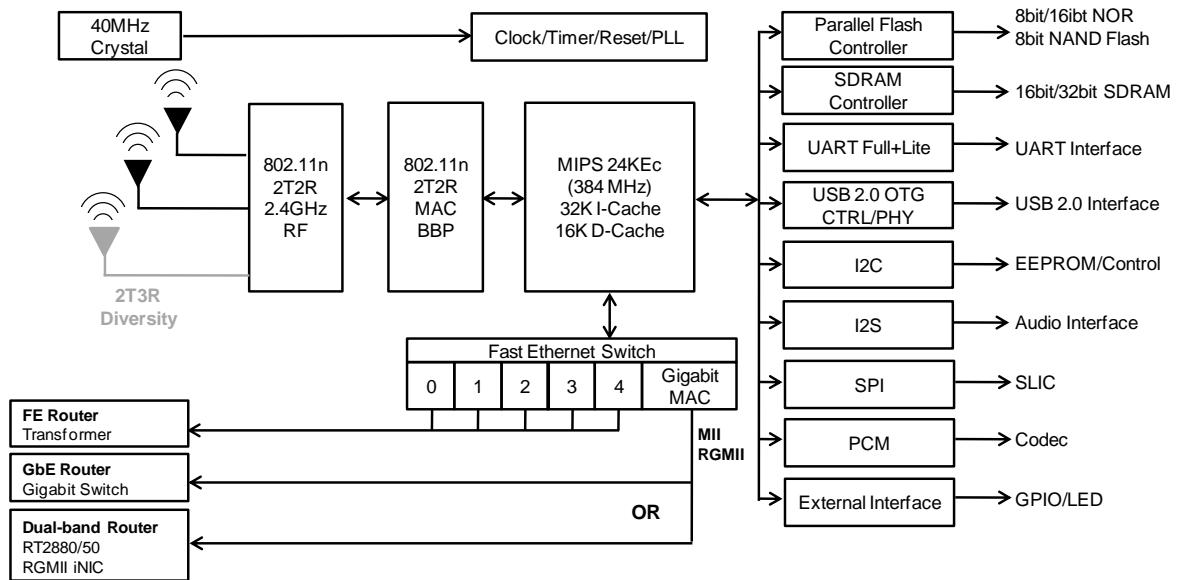 40MHz
Crystal
Clock/Timer/Reset/PLL
802.11n
2T2R
2.4GHz
RF
802.11n
2T2R
MAC
BBP
MIPS 24KEc
(384 MHz)
32K I-Cache
16K D-Cache
2T3R
Diversity
Fast Ethernet Switch
0
1
2
3
4
Gigabit
MAC
FE Router
Transformer
GbE Router
Gigabit Switch
Dual-band Router
RT2880/50
RGMII iNIC
MII
RGMII
OR
Parallel Flash
Controller
8bit/16ibt NOR
8bit NAND Flash
SDRAM
Controller
16bit/32bit SDRAM
UART Full+Lite
UART Interface
USB 2.0 OTG
CTRL/PHY
USB 2.0 Interface
I2C
EEPROM/Control
I2S
Audio Interface
SPI
SLIC
PCM
Codec
External Interface
GPIO/LED